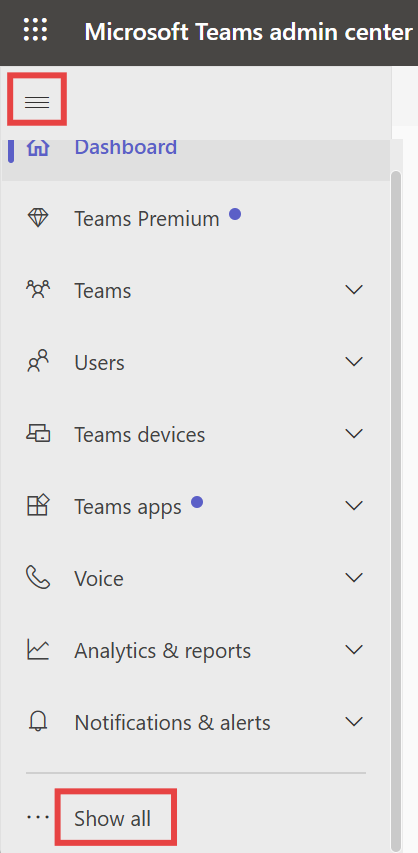 Microsoft Teams admin center
Dashboard
Teams Premium
Teams
Users
Teams devices
Teams apps
Voice
Analytics & reports
Notifications & alerts
Show all